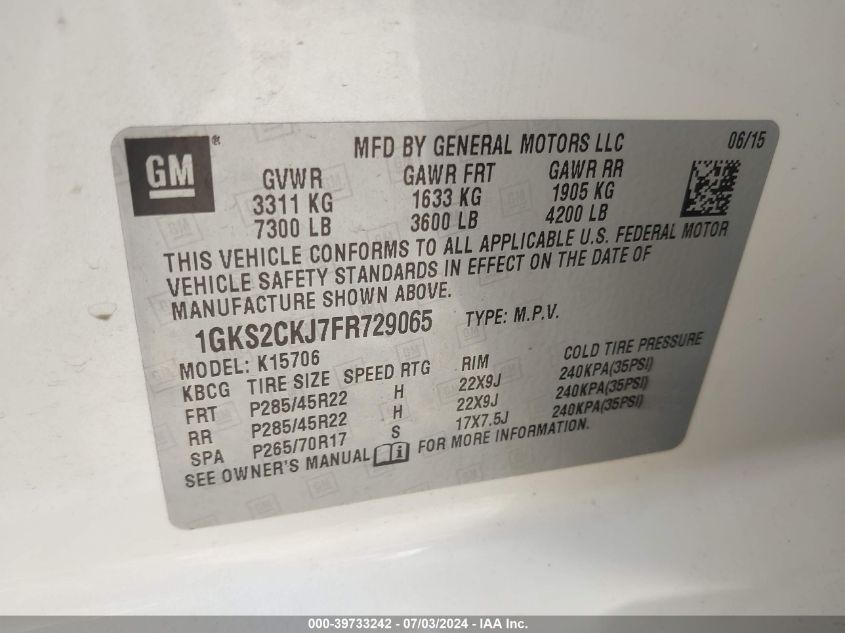 GM ® MFD BY GENERAL MOTORS LLC 06/15
GVWR GAWR FRT GAWR RR
3311 KG 1633 KG 1905 KG
7300 LB 3600 LB 4200 LB
THIS VEHICLE CONFORMS TO ALL APPLICABLE U.S. FEDERAL MOTOR
VEHICLE SAFETY STANDARDS IN EFFECT ON THE DATE OF
MANUFACTURE SHOWN ABOVE.
1GKS2CKJ7FR729065 TYPE: M.P.V.
MODEL: K15706
KBCG TIRE SIZE SPEED RTG RIM COLD TIRE PRESSURE
FRT P285/45R22 H 22X9J 240KPA(35PSI)
RR P285/45R22 H 22X9J 240KPA(35PSI)
SPA P265/70R17 S 17X7.5J 240KPA(35PSI)
SEE OWNER'S MANUAL FOR MORE INFORMATION.
000-39733242 - 07/03/2024 - IAA Inc.